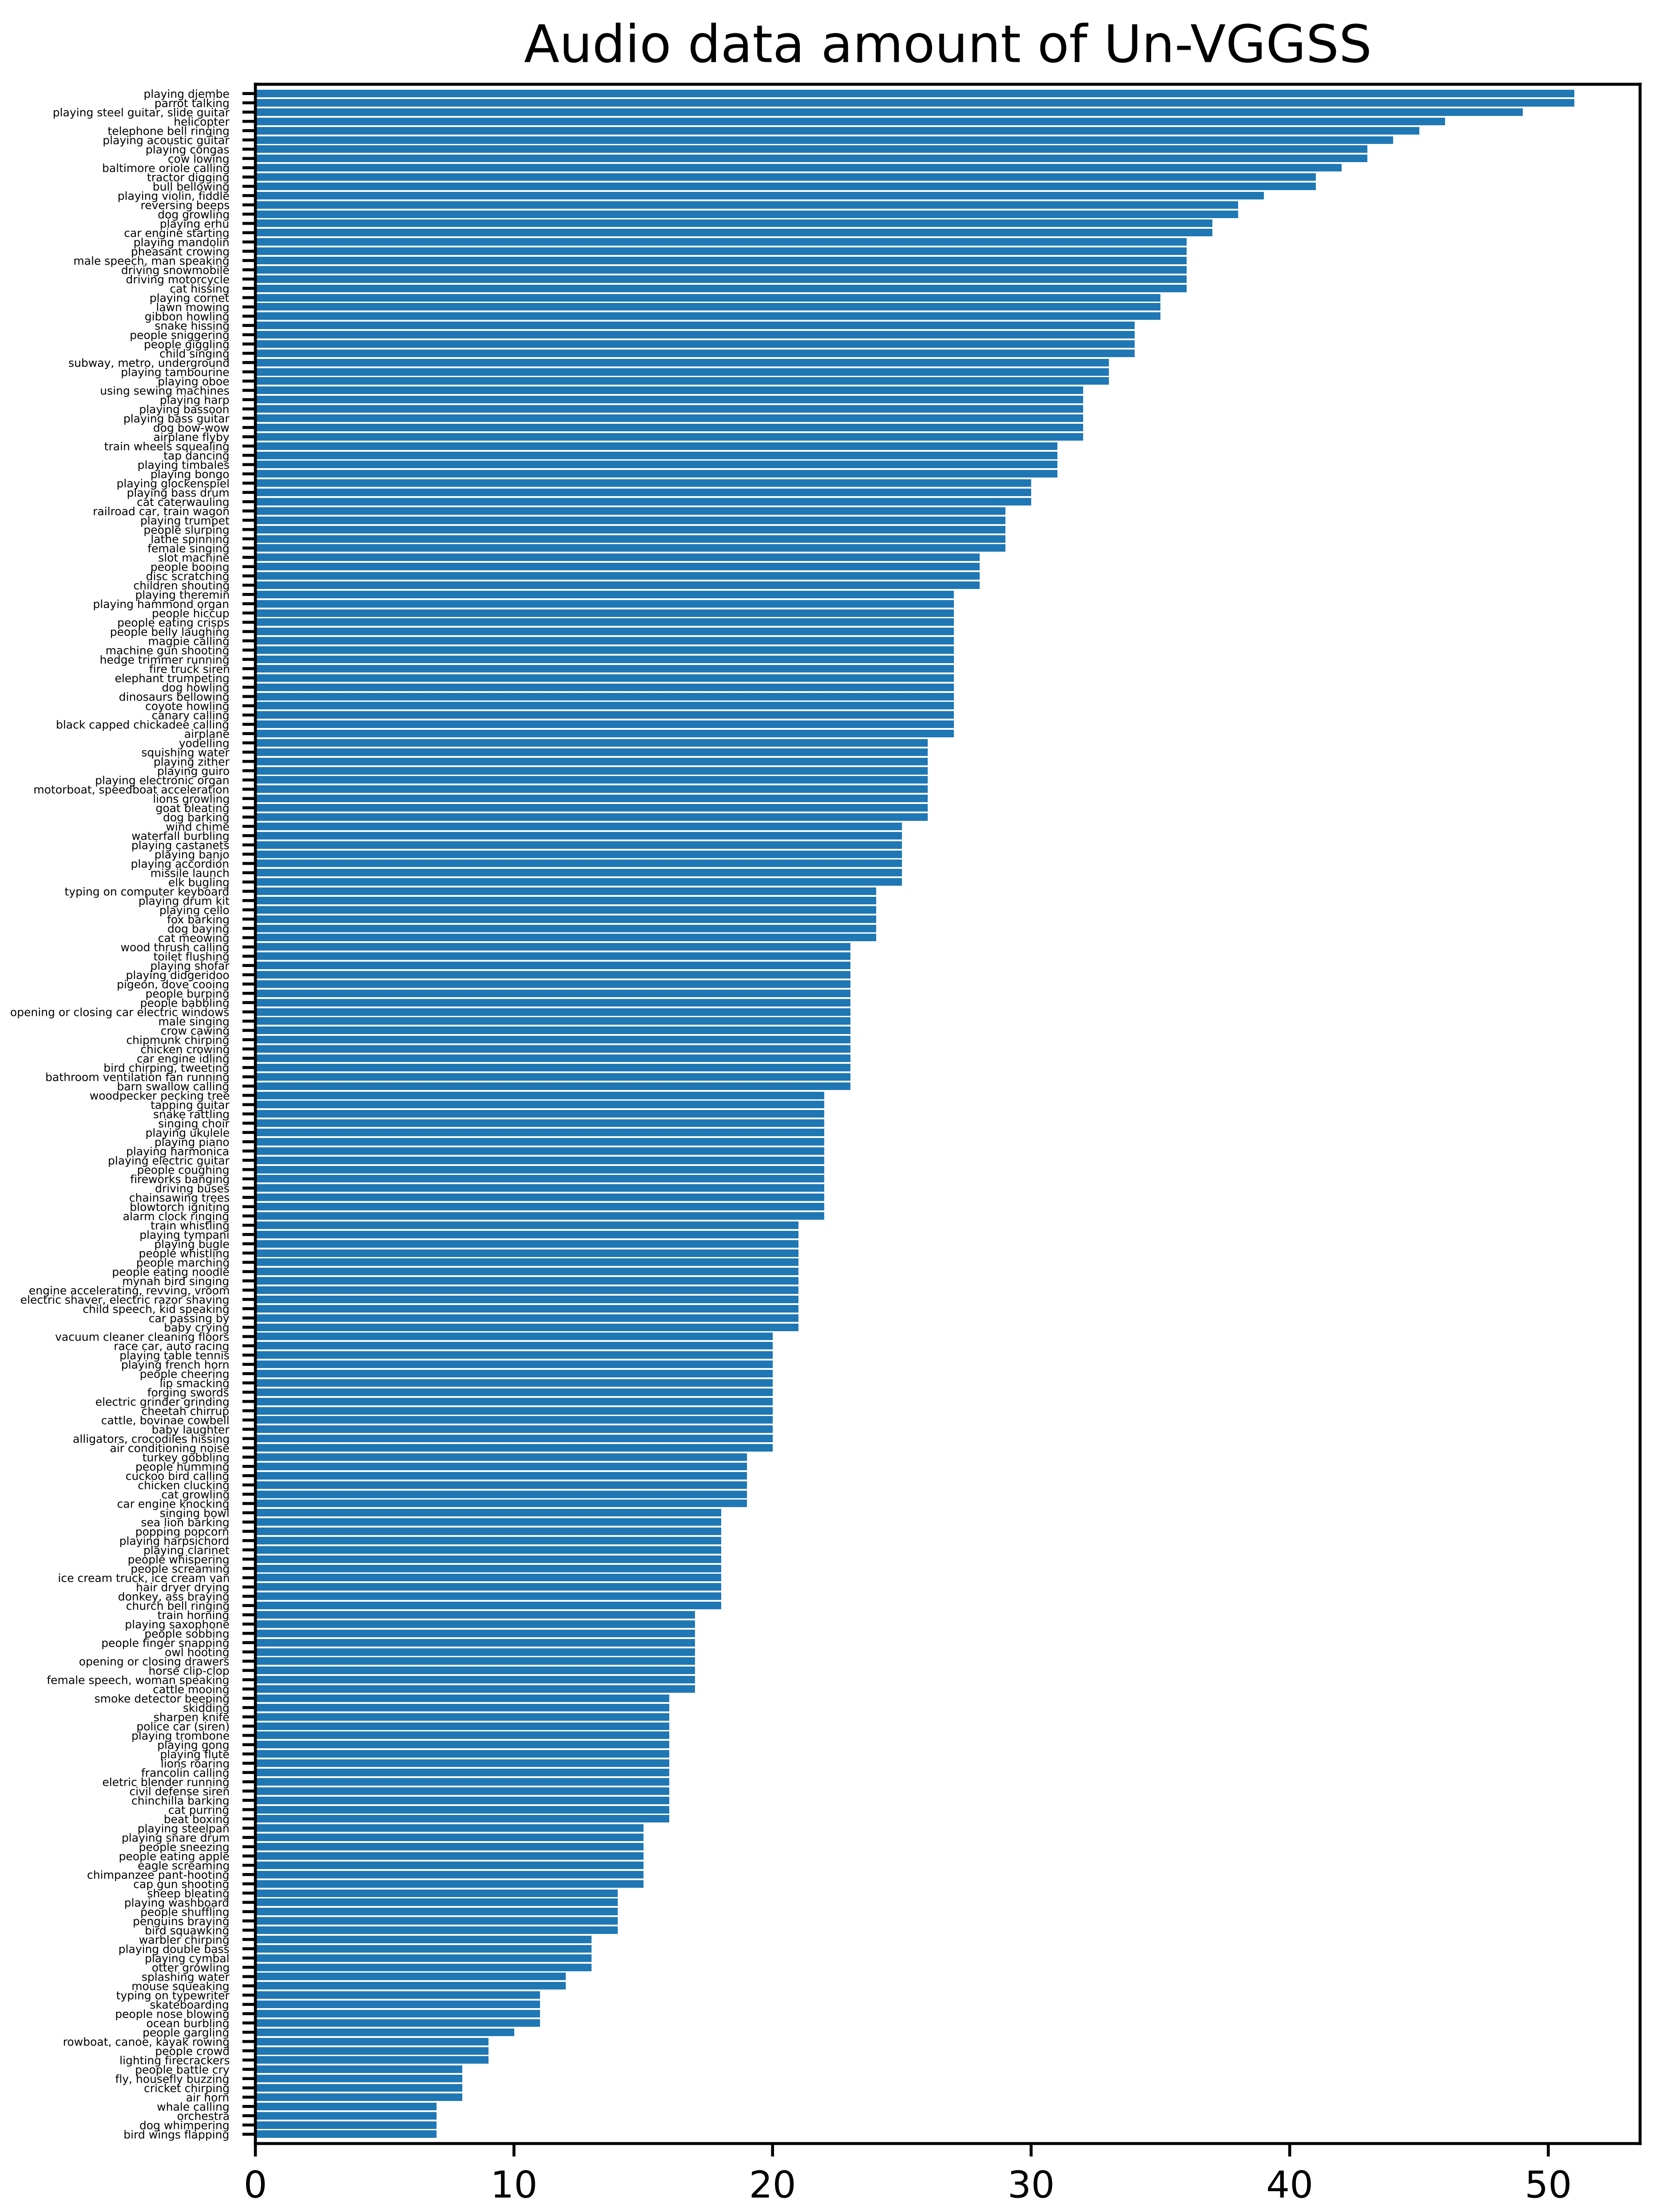 Audio data amount of Un-VGGSS
playing djembe
parrot talking
playing steel guitar, slide guitar
helicopter
telephone bell ringing
playing acoustic guitar
playing congas
cow lowing
baltimore oriole calling
tractor digging
bull bellowing
playing violin, fiddle
reversing beeps
dog growling
playing erhu
car engine starting
playing mandolin
pheasant crowing
male speech, man speaking
driving snowmobile
driving motorcycle
cat hissing
playing cornet
lawn mowing
gibbon howling
snake hissing
people sniggering
people giggling
child singing
subway, metro, underground
playing tambourine
playing oboe
using sewing machines
playing harp
playing bassoon
playing bass guitar
dog bow-wow
airplane flyby
train wheels squealing
tap dancing
playing timbales
playing bongo
playing glockenspiel
playing bass drum
cat caterwauling
railroad car, train wagon
playing trumpet
people slurping
lathe spinning
female singing
slot machine
people booing
disc scratching
children shouting
playing theremin
playing hammond organ
people hiccup
people eating crisps
people belly laughing
magpie calling
machine gun shooting
hedge trimmer running
fire truck siren
elephant trumpeting
dog howling
dinosaurs bellowing
coyote howling
canary calling
black capped chickadee calling
airplane
yodelling
squishing water
playing zither
playing guiro
playing electronic organ
motorboat, speedboat acceleration
lions growling
goat bleating
dog barking
wind chime
waterfall burbling
playing castanets
playing banjo
playing accordion
missile launch
elk bugling
typing on computer keyboard
playing drum kit
playing cello
fox barking
dog baying
cat meowing
wood thrush calling
toilet flushing
playing shofar
playing didgeridoo
pigeon, dove cooing
people burping
people babbling
opening or closing car electric windows
male singing
crow cawing
chipmunk chirping
chicken crowing
car engine idling
bird chirping, tweeting
bathroom ventilation fan running
barn swallow calling
woodpecker pecking tree
tapping guitar
snake rattling
singing choir
playing ukulele
playing piano
playing harmonica
playing electric guitar
people coughing
fireworks banging
driving buses
chainsawing trees
blowtorch igniting
alarm clock ringing
train whistling
playing tympani
playing bugle
people whistling
people marching
people eating noodle
mynah bird singing
engine accelerating, revving, vroom
electric shaver, electric razor shaving
child speech, kid speaking
car passing by
baby crying
vacuum cleaner cleaning floors
race car, auto racing
playing table tennis
playing french horn
people cheering
lip smacking
forging swords
electric grinder grinding
cheetah chirrup
cattle, bovinae cowbell
baby laughter
alligators, crocodiles hissing
air conditioning noise
turkey gobbling
people humming
cuckoo bird calling
chicken clucking
cat growling
car engine knocking
singing bowl
sea lion barking
popping popcorn
playing harpsichord
playing clarinet
people whispering
people screaming
ice cream truck, ice cream van
hair dryer drying
donkey, ass braying
church bell ringing
train horning
playing saxophone
people sobbing
people finger snapping
owl hooting
opening or closing drawers
horse clip-clop
female speech, woman speaking
cattle mooing
smoke detector beeping
skidding
sharpen knife
police car (siren)
playing trombone
playing gong
playing flute
lions roaring
francolin calling
eletric blender running
civil defense siren
chinchilla barking
cat purring
beat boxing
playing steelpan
playing snare drum
people sneezing
people eating apple
eagle screaming
chimpanzee pant-hooting
cap gun shooting
sheep bleating
playing washboard
people shuffling
penguins braying
bird squawking
warbler chirping
playing double bass
playing cymbal
otter growling
splashing water
mouse squeaking
typing on typewriter
skateboarding
people nose blowing
ocean burbling
people gargling
rowboat, canoe, kayak rowing
people crowd
lighting firecrackers
people battle cry
fly, housefly buzzing
cricket chirping
air horn
whale calling
orchestra
dog whimpering
bird wings flapping
0 10 20 30 40 50